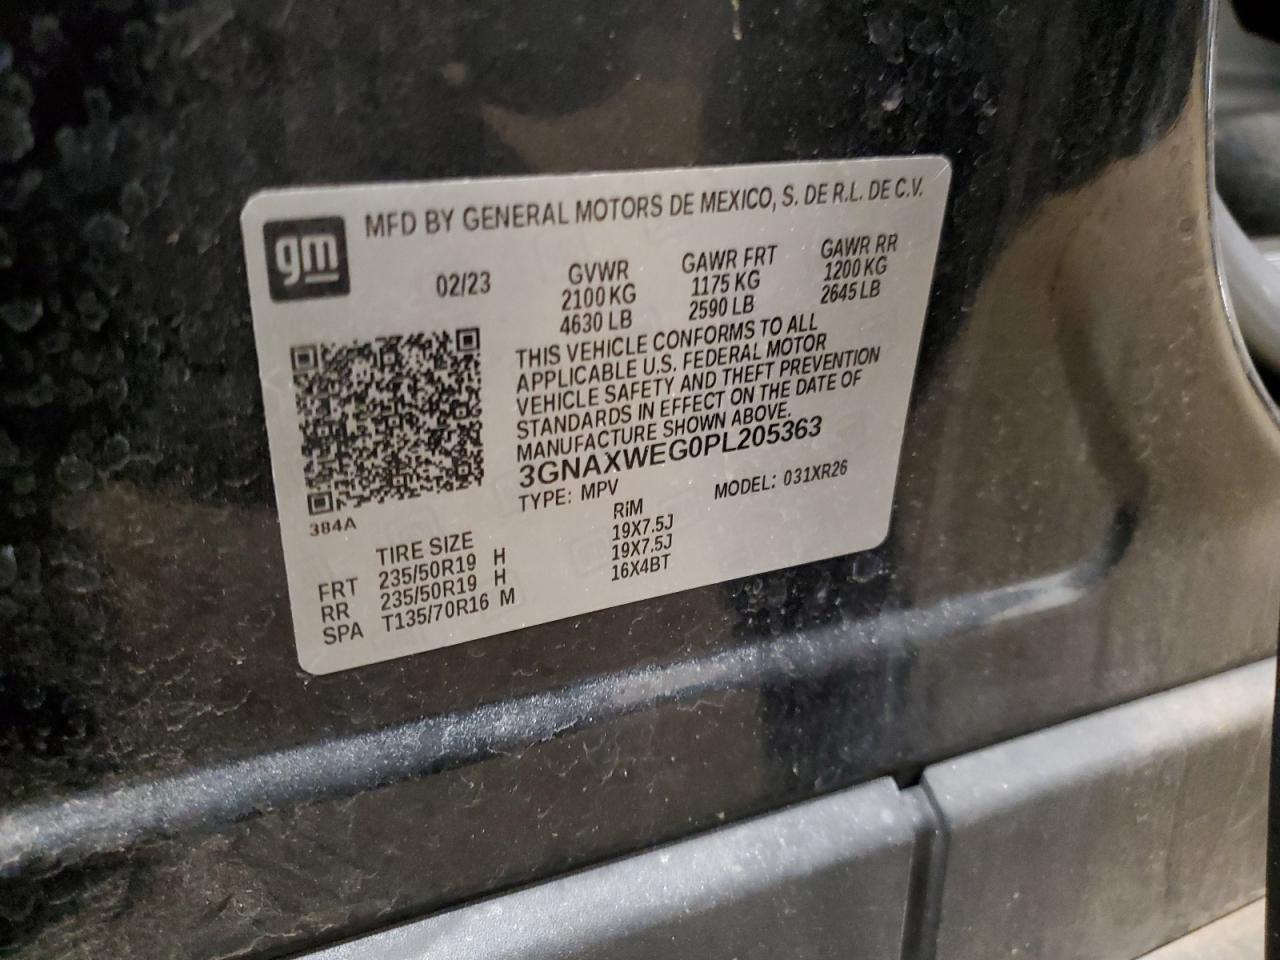 gm
MFD BY GENERAL MOTORS DE MEXICO, S. DE R.L. DE C.V.
02/23
GVWR GAWR FRT GAWR RR
2100 KG 1175 KG 1200 KG
4630 LB 2590 LB 2645 LB
THIS VEHICLE CONFORMS TO ALL
APPLICABLE U.S. FEDERAL MOTOR
VEHICLE SAFETY AND THEFT PREVENTION
STANDARDS IN EFFECT ON THE DATE OF
MANUFACTURE SHOWN ABOVE.
3GNAXWEG0PL205363
TYPE: MPV MODEL: 031XR26
384A
TIRE SIZE RiM
FRT 235/50R19 H 19X7.5J
RR 235/50R19 H 19X7.5J
SPA T135/70R16 M 16X4BT